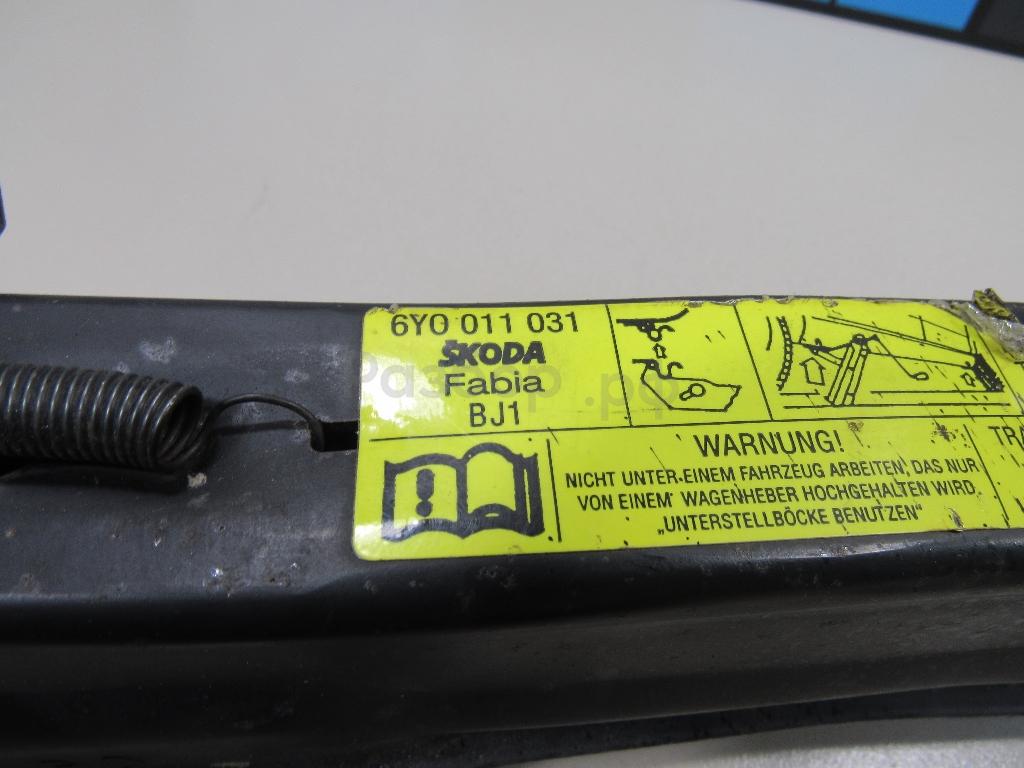 6Y0 011 031
ŠKODA
Fabia
BJ1
WARNUNG!
NICHT UNTER EINEM FAHRZEUG ARBEITEN, DAS NUR
VON EINEM WAGENHEBER HOCHGEHALTEN WIRD
„UNTERSTELLBÖCKE BENUTZEN“